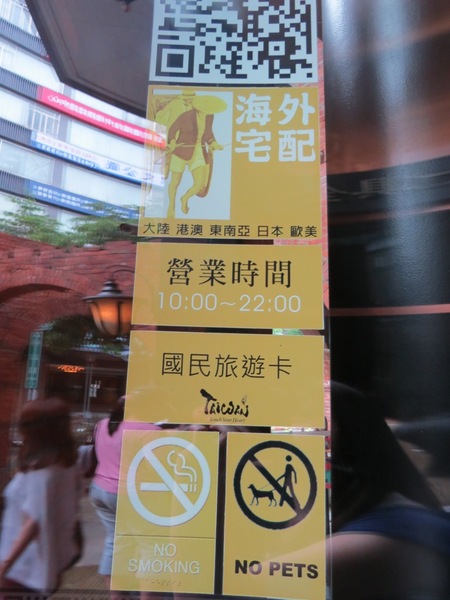 海外
宅配
大陸 港澳 東南亞 日本 歐美
營業時間
10:00～22:00
國民旅遊卡
TAIWAN
NO
SMOKING
NO PETS